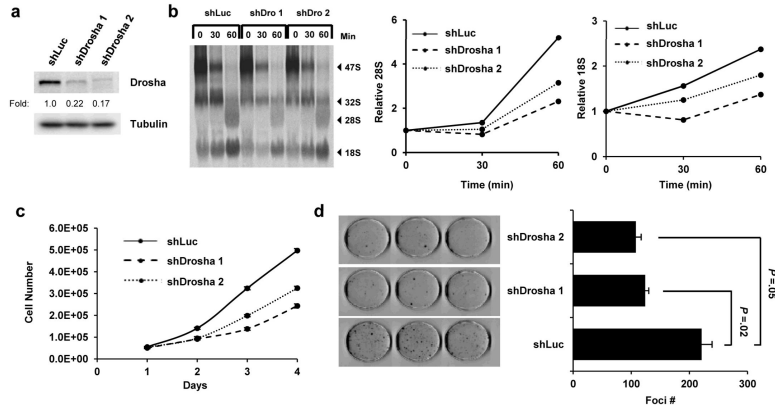 a
shLuc
shDrosha 1
shDrosha 2
Drosha
Fold: 1.0 0.22 0.17
Tubulin
b
shLuc shDro 1 shDro 2
0 30 60 0 30 60 0 30 60 Min
47S
32S
28S
18S
Relative 28S
6
4
2
0
0 30 60
Time (min)
shLuc
shDrosha 1
shDrosha 2
Relative 18S
3
2
1
0
0 30 60
Time (min)
shLuc
shDrosha 1
shDrosha 2
c
Cell Number
6.0E+05
5.0E+05
4.0E+05
3.0E+05
2.0E+05
1.0E+05
0.0E+00
0 1 2 3 4
Days
shLuc
shDrosha 1
shDrosha 2
d
shDrosha 2
shDrosha 1
shLuc
0 100 200 300
Foci #
P=.02
P=.05